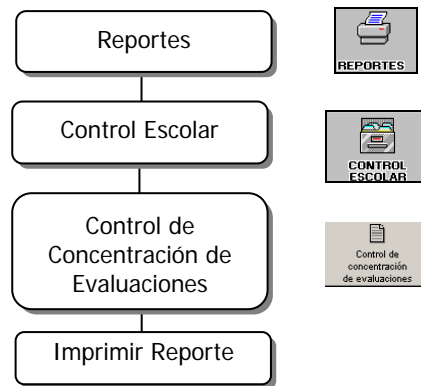 Reportes
REPORTES
Control Escolar
CONTROL
ESCOLAR
Control de
Concentración de
Evaluaciones
Control de
concentración
de evaluaciones
Imprimir Reporte